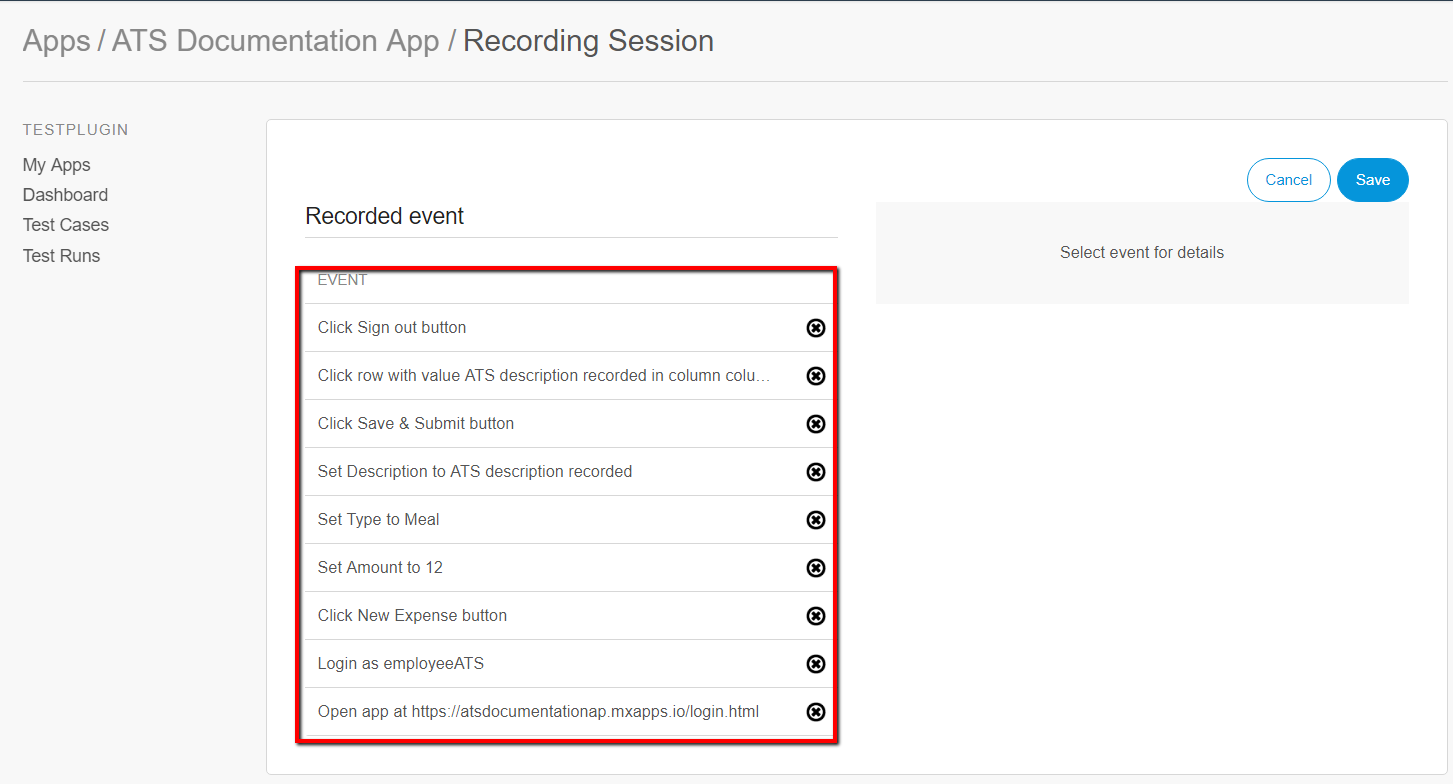 Apps / ATS Documentation App / Recording Session
TESTPLUGIN
My Apps
Dashboard
Test Cases
Test Runs
Cancel
Save
Recorded event
Select event for details
EVENT
Click Sign out button
Click row with value ATS description recorded in column colu…
Click Save & Submit button
Set Description to ATS description recorded
Set Type to Meal
Set Amount to 12
Click New Expense button
Login as employeeATS
Open app at https://atsdocumentationap.mxapps.io/login.html